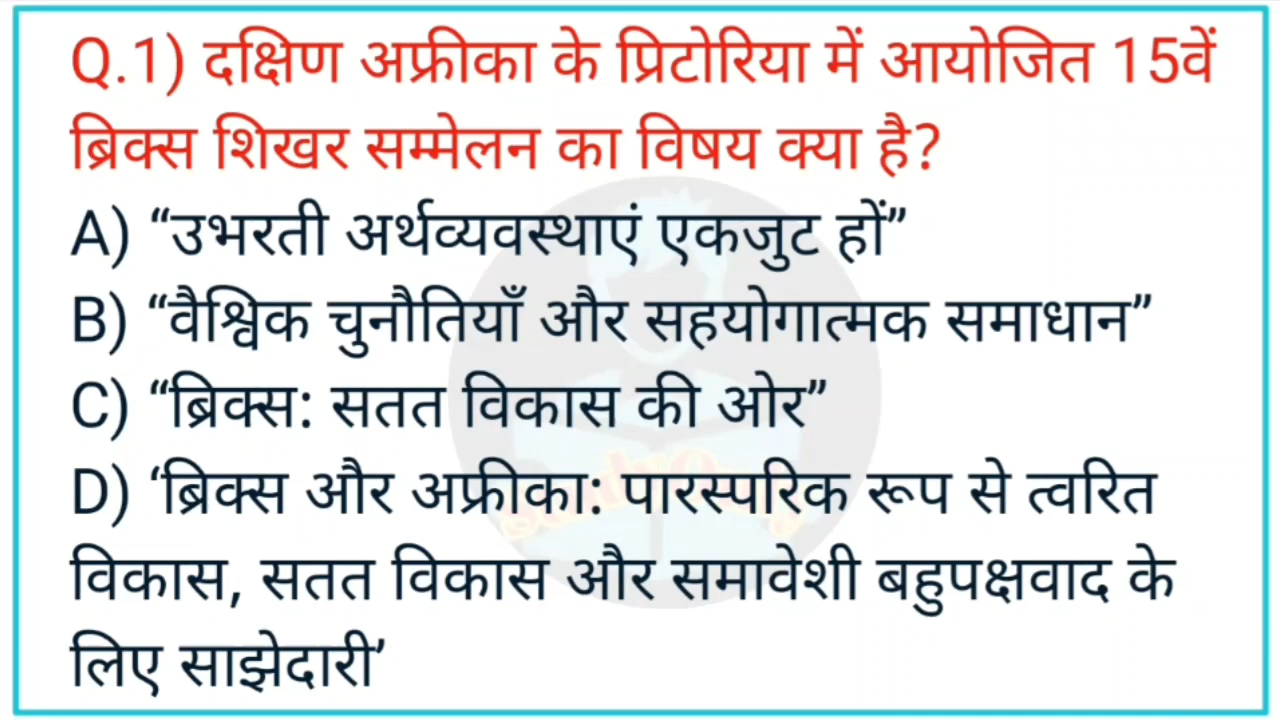 Q.1) दक्षिण अफ्रीका के प्रिटोरिया में आयोजित 15वें
ब्रिक्स शिखर सम्मेलन का विषय क्या है?
A) “उभरती अर्थव्यवस्थाएं एकजुट हों”
B) “वैश्विक चुनौतियाँ और सहयोगात्मक समाधान”
C) “ब्रिक्स: सतत विकास की ओर”
D) ‘ब्रिक्स और अफ्रीका: पारस्परिक रूप से त्वरित
विकास, सतत विकास और समावेशी बहुपक्षवाद के
लिए साझेदारी’